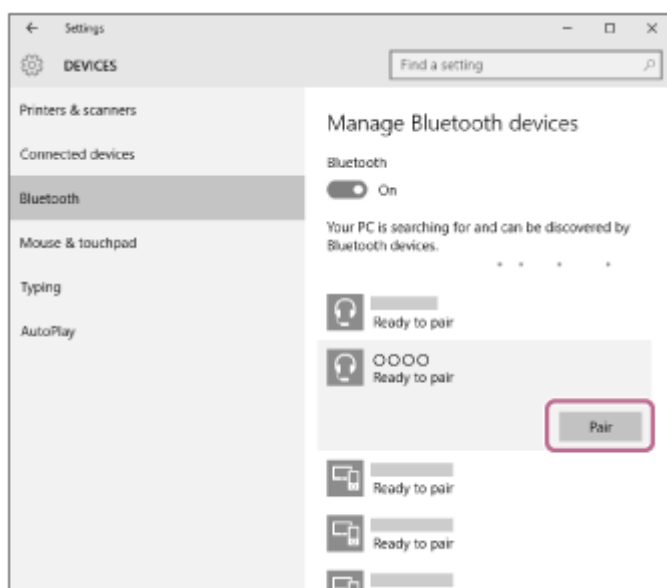 Settings
DEVICES
Find a setting
Printers & scanners
Connected devices
Bluetooth
Mouse & touchpad
Typing
AutoPlay
Manage Bluetooth devices
Bluetooth
On
Your PC is searching for and can be discovered by
Bluetooth devices.
Ready to pair
OOOO
Ready to pair
Pair
Ready to pair
Ready to pair